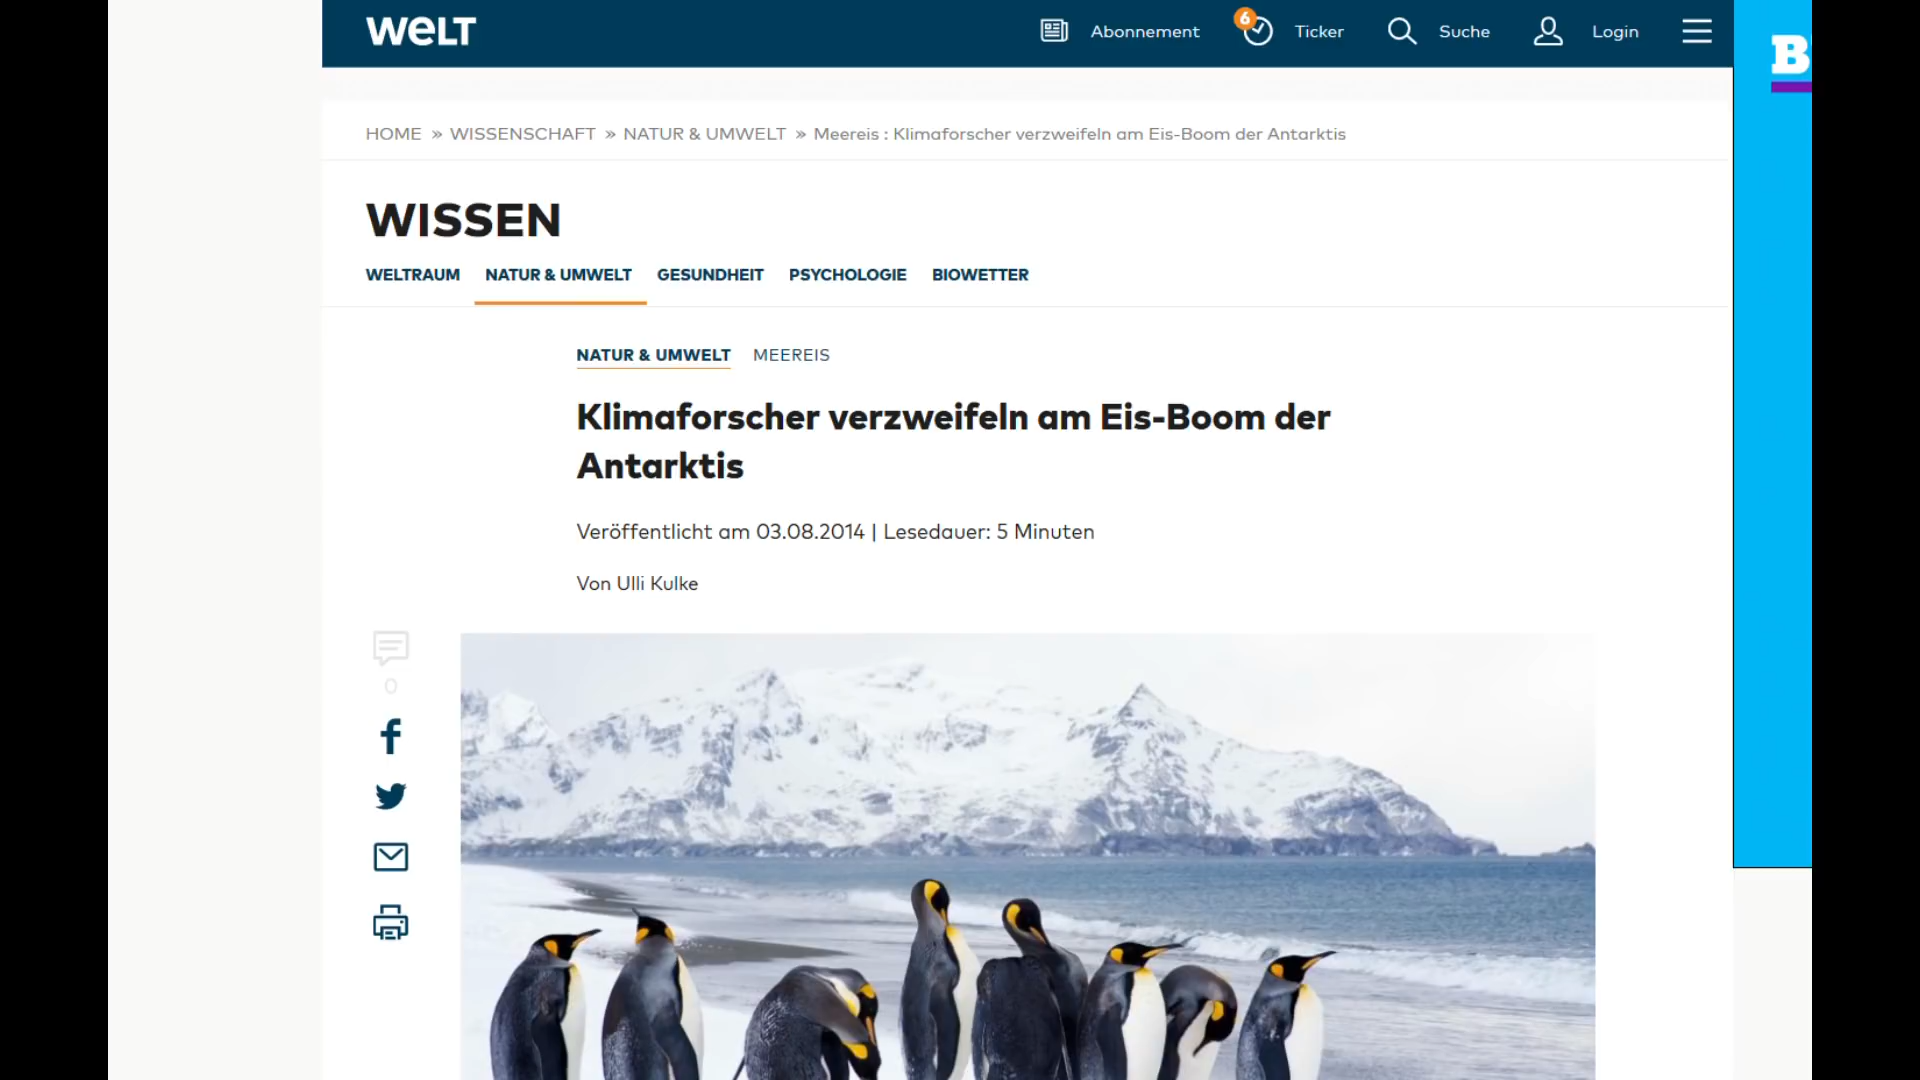 WELT
Abonnement
6
Ticker
Suche
Login
B
HOME » WISSENSCHAFT » NATUR & UMWELT » Meereis : Klimaforscher verzweifeln am Eis-Boom der Antarktis
WISSEN
WELTRAUM NATUR & UMWELT GESUNDHEIT PSYCHOLOGIE BIOWETTER
NATUR & UMWELT MEEREIS
Klimaforscher verzweifeln am Eis-Boom der
Antarktis
Veröffentlicht am 03.08.2014 | Lesedauer: 5 Minuten
Von Ulli Kulke
0